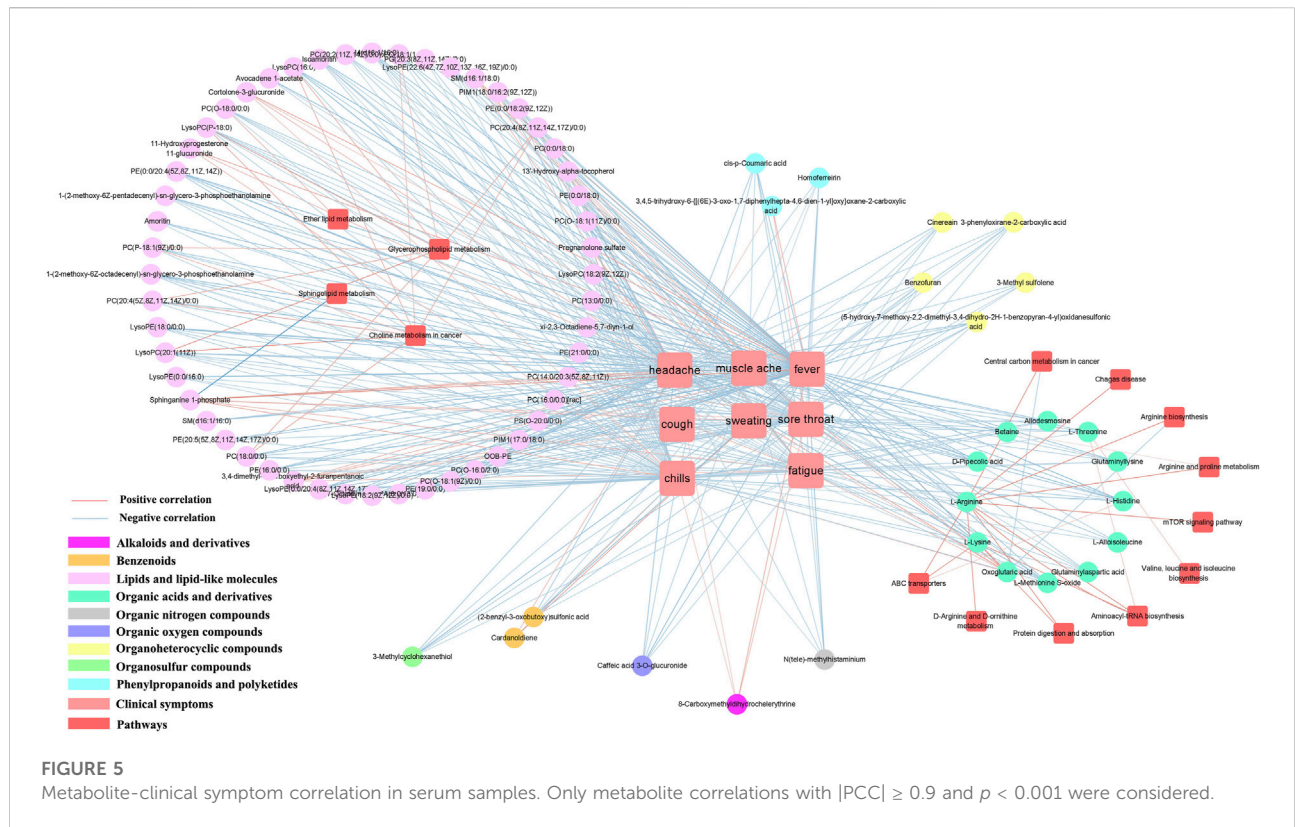 PC(20:2(11Z,14Z)/0:0)
Isoamoritin
LysoPC(16:0)
Avocadene 1-acetate
Cortolone-3-glucuronide
PC(O-18:0/0:0)
LysoPC(P-18:0)
11-Hydroxyprogesterone
11-glucuronide
PE(0:0/20:4(5Z,8Z,11Z,14Z))
1-(2-methoxy-6Z-pentadecenyl)-sn-glycero-3-phosphoethanolamine
Amoritin
PC(P-18:1(9Z)/0:0)
1-(2-methoxy-6Z-octadecenyl)-sn-glycero-3-phosphoethanolamine
PC(20:4(5Z,8Z,11Z,14Z)/0:0)
LysoPE(18:0/0:0)
LysoPC(20:1(11Z))
LysoPE(0:0/16:0)
Sphinganine 1-phosphate
SM(d16:1/16:0)
PE(20:5(5Z,8Z,11Z,14Z,17Z)/0:0)
PC(18:0/0:0)
PE(16:0/0:0)
LysoPE(22:6(4Z,7Z,10Z,13Z,16Z,19Z)/0:0)
SM(d16:1/18:0)
PIM1(18:0/16:2(9Z,12Z))
PE(0:0/18:2(9Z,12Z))
PC(20:4(8Z,11Z,14Z,17Z)/0:0)
PC(0:0/18:0)
13'-Hydroxy-alpha-tocopherol
PE(0:0/18:0)
PC(O-18:1(11Z)/0:0)
Pregnanolone sulfate
LysoPC(18:2(9Z,12Z))
PC(13:0/0:0)
xi-2,3-Octadiene-5,7-diyn-1-ol
PE(21:0/0:0)
PC(14:0/20:3(5Z,8Z,11Z))
PC(16:0/0:0)[rac]
PS(O-20:0/0:0)
PIM1(17:0/18:0)
OOB-PE
PC(O-16:0/2:0)
PC(O-18:1(9Z)/0:0)
PE(19:0/0:0)
LysoPE(18:2(9Z,12Z)/0:0)
Ether lipid metabolism
Glycerophospholipid metabolism
Sphingolipid metabolism
Choline metabolism in cancer
cis-p-Coumaric acid
Homoferreirin
3,4,5-trihydroxy-6-{[(6E)-3-oxo-1,7-diphenylhepta-4,6-dien-1-yl]oxy}oxane-2-carboxylic
acid
Cinereain
3-phenyloxirane-2-carboxylic acid
Benzofuran
3-Methyl sulfolene
(5-hydroxy-7-methoxy-2,2-dimethyl-3,4-dihydro-2H-1-benzopyran-4-yl)oxidanesulfonic
acid
headache
muscle ache
fever
cough
sweating
sore throat
chills
fatigue
Central carbon metabolism in cancer
Chagas disease
Arginine biosynthesis
Arginine and proline metabolism
mTOR signaling pathway
Valine, leucine and isoleucine
biosynthesis
Aminoacyl-tRNA biosynthesis
Protein digestion and absorption
D-Arginine and D-ornithine
metabolism
ABC transporters
Allodesmosine
Betaine
L-Threonine
D-Pipecolic acid
Glutaminyllysine
L-Arginine
L-Histidine
L-Lysine
L-Alloisoleucine
Oxoglutaric acid
Glutaminylaspartic acid
L-Methionine S-oxide
(2-benzyl-3-oxobutoxy)sulfonic acid
Cardanoldiene
3-Methylcyclohexanethiol
Caffeic acid 3-O-glucuronide
N(tele)-methylhistaminium
8-Carboxymethyldihydrochelerythrine
Positive correlation
Negative correlation
Alkaloids and derivatives
Benzenoids
Lipids and lipid-like molecules
Organic acids and derivatives
Organic nitrogen compounds
Organic oxygen compounds
Organoheterocyclic compounds
Organosulfur compounds
Phenylpropanoids and polyketides
Clinical symptoms
Pathways
FIGURE 5
Metabolite-clinical symptom correlation in serum samples. Only metabolite correlations with |PCC| ≥ 0.9 and p < 0.001 were considered.